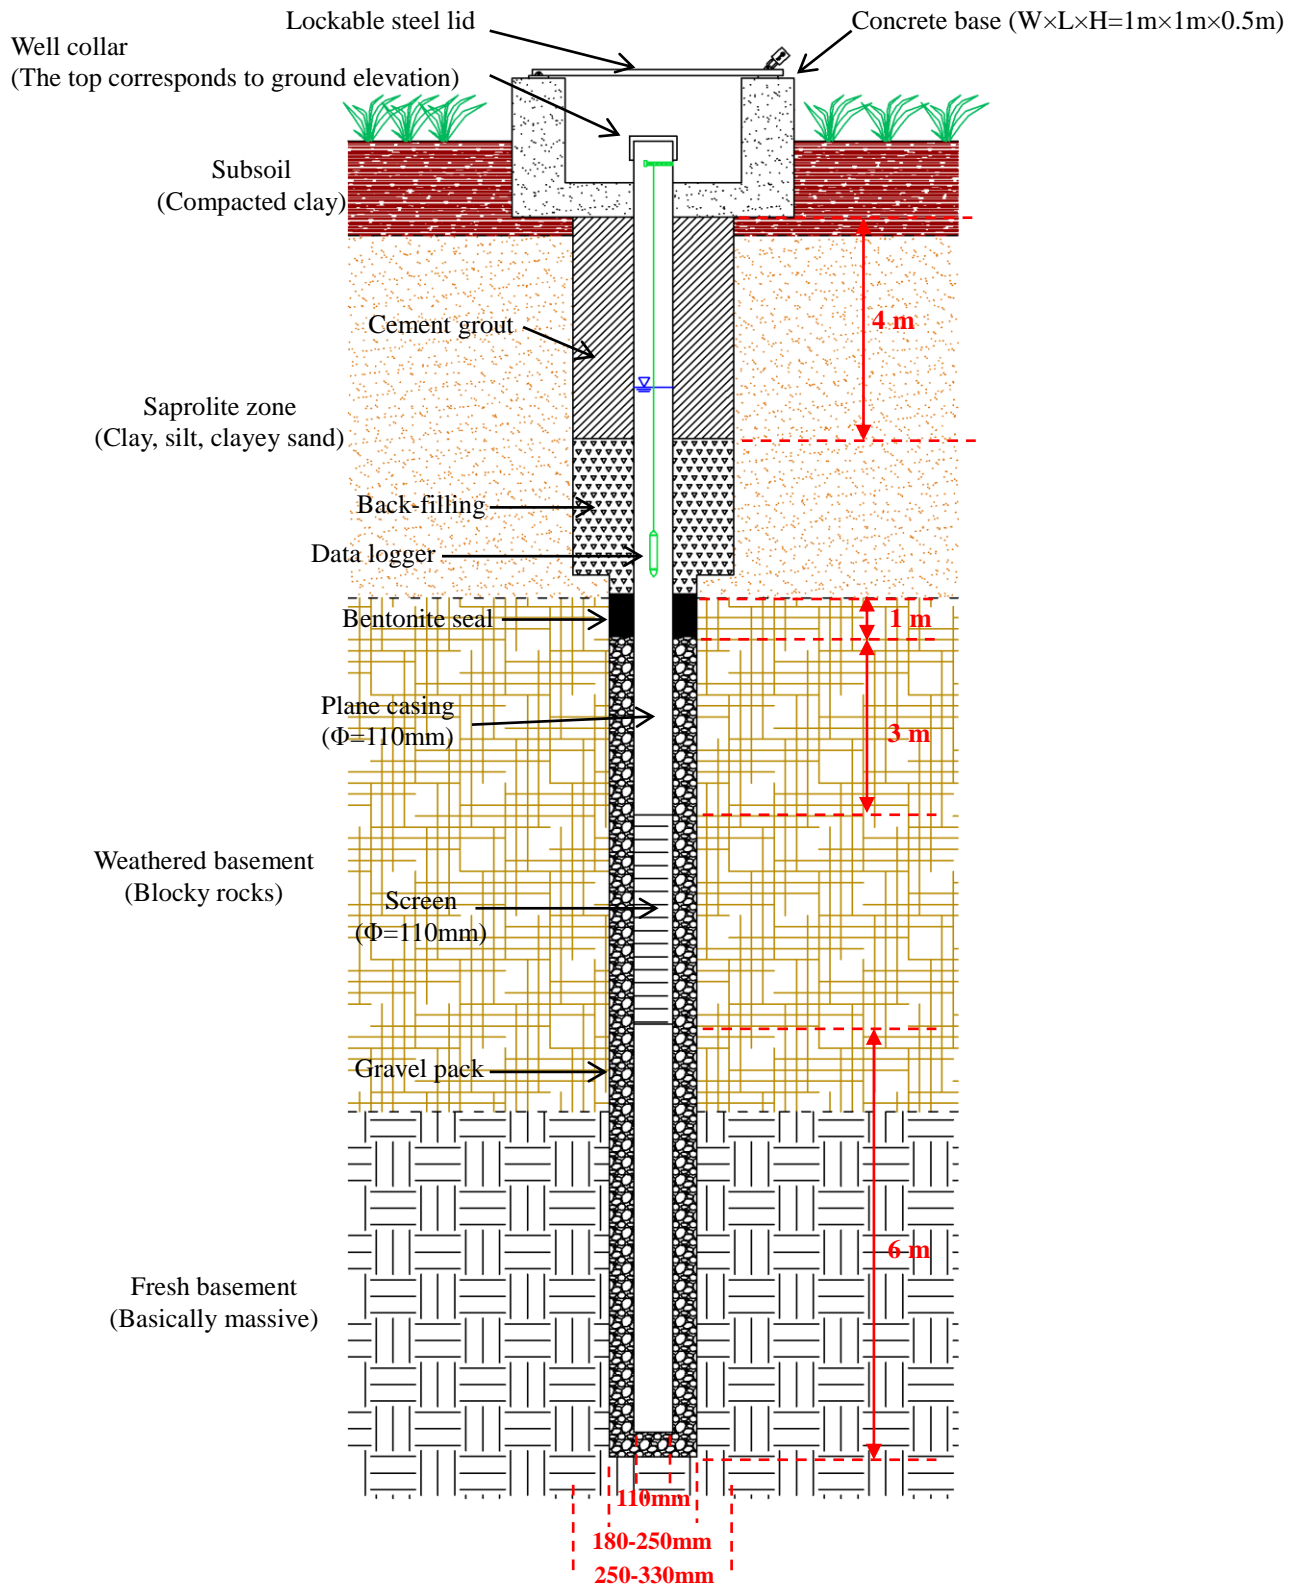 Lockable steel lid
Concrete base (W×L×H=1m×1m×0.5m)
Well collar
(The top corresponds to ground elevation)
Subsoil
(Compacted clay)
4 m
Cement grout
Saprolite zone
(Clay, silt, clayey sand)
Back-filling
Data logger
Bentonite seal
1 m
Plane casing
(Φ=110mm)
3 m
Weathered basement
(Blocky rocks)
Screen
(Φ=110mm)
Gravel pack
6 m
Fresh basement
(Basically massive)
110mm
180-250mm
250-330mm